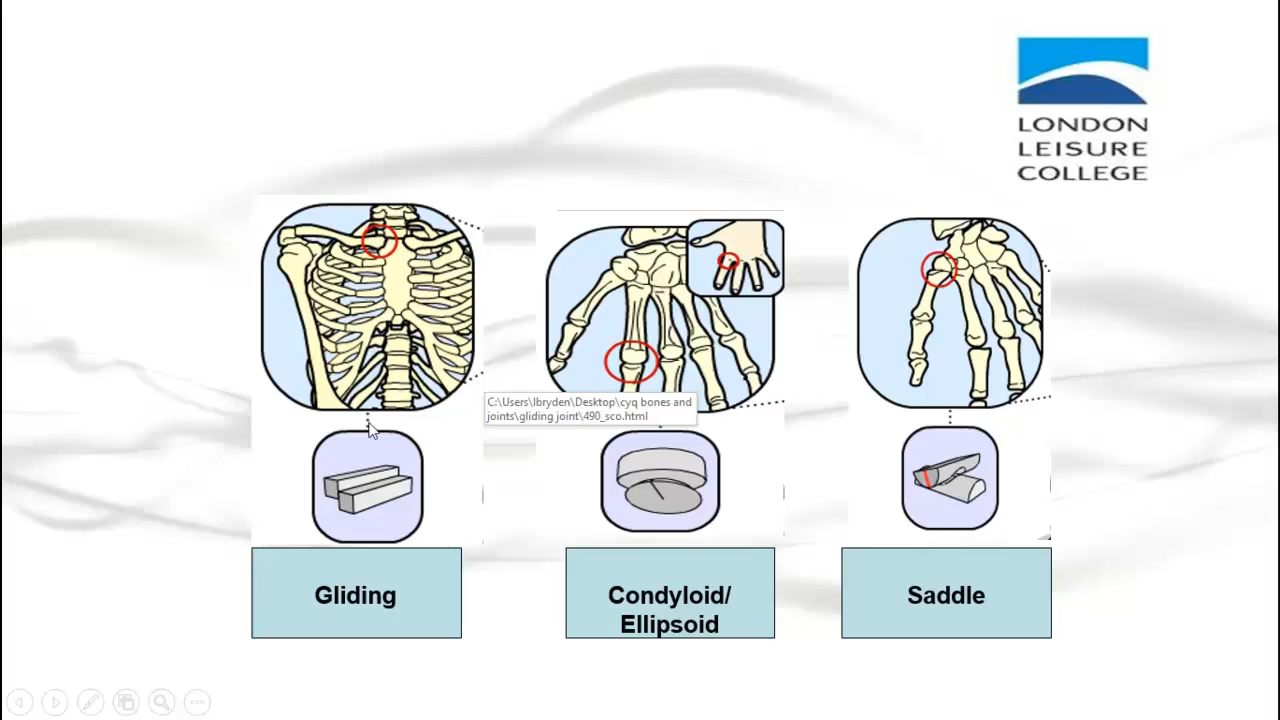 LONDON
LEISURE
COLLEGE
C:\Users\lbryden\Desktop\cyq bones and
joints\gliding joint\490_sco.html
Gliding
Condyloid/
Ellipsoid
Saddle